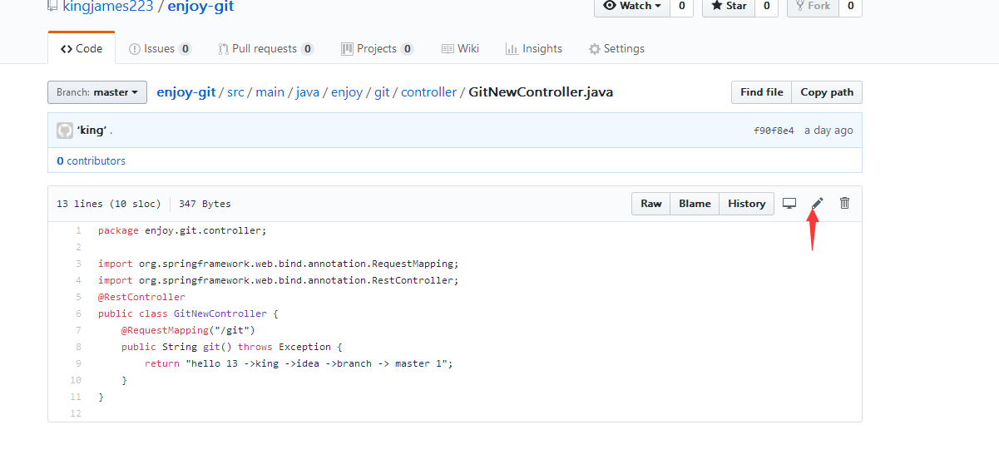 kingjames223 / enjoy-git
Watch 0 Star 0 Fork 0
Code Issues 0 Pull requests 0 Projects 0 Wiki Insights Settings
Branch: master enjoy-git / src / main / java / enjoy / git / controller / GitNewController.java Find file Copy path
‘king’ . f90f8e4 a day ago
0 contributors
13 lines (10 sloc) 347 Bytes Raw Blame History
1 package enjoy.git.controller;
2
3 import org.springframework.web.bind.annotation.RequestMapping;
4 import org.springframework.web.bind.annotation.RestController;
5 @RestController
6 public class GitNewController {
7 @RequestMapping("/git")
8 public String git() throws Exception {
9 return "hello 13 ->king ->idea ->branch -> master 1";
10 }
11 }
12